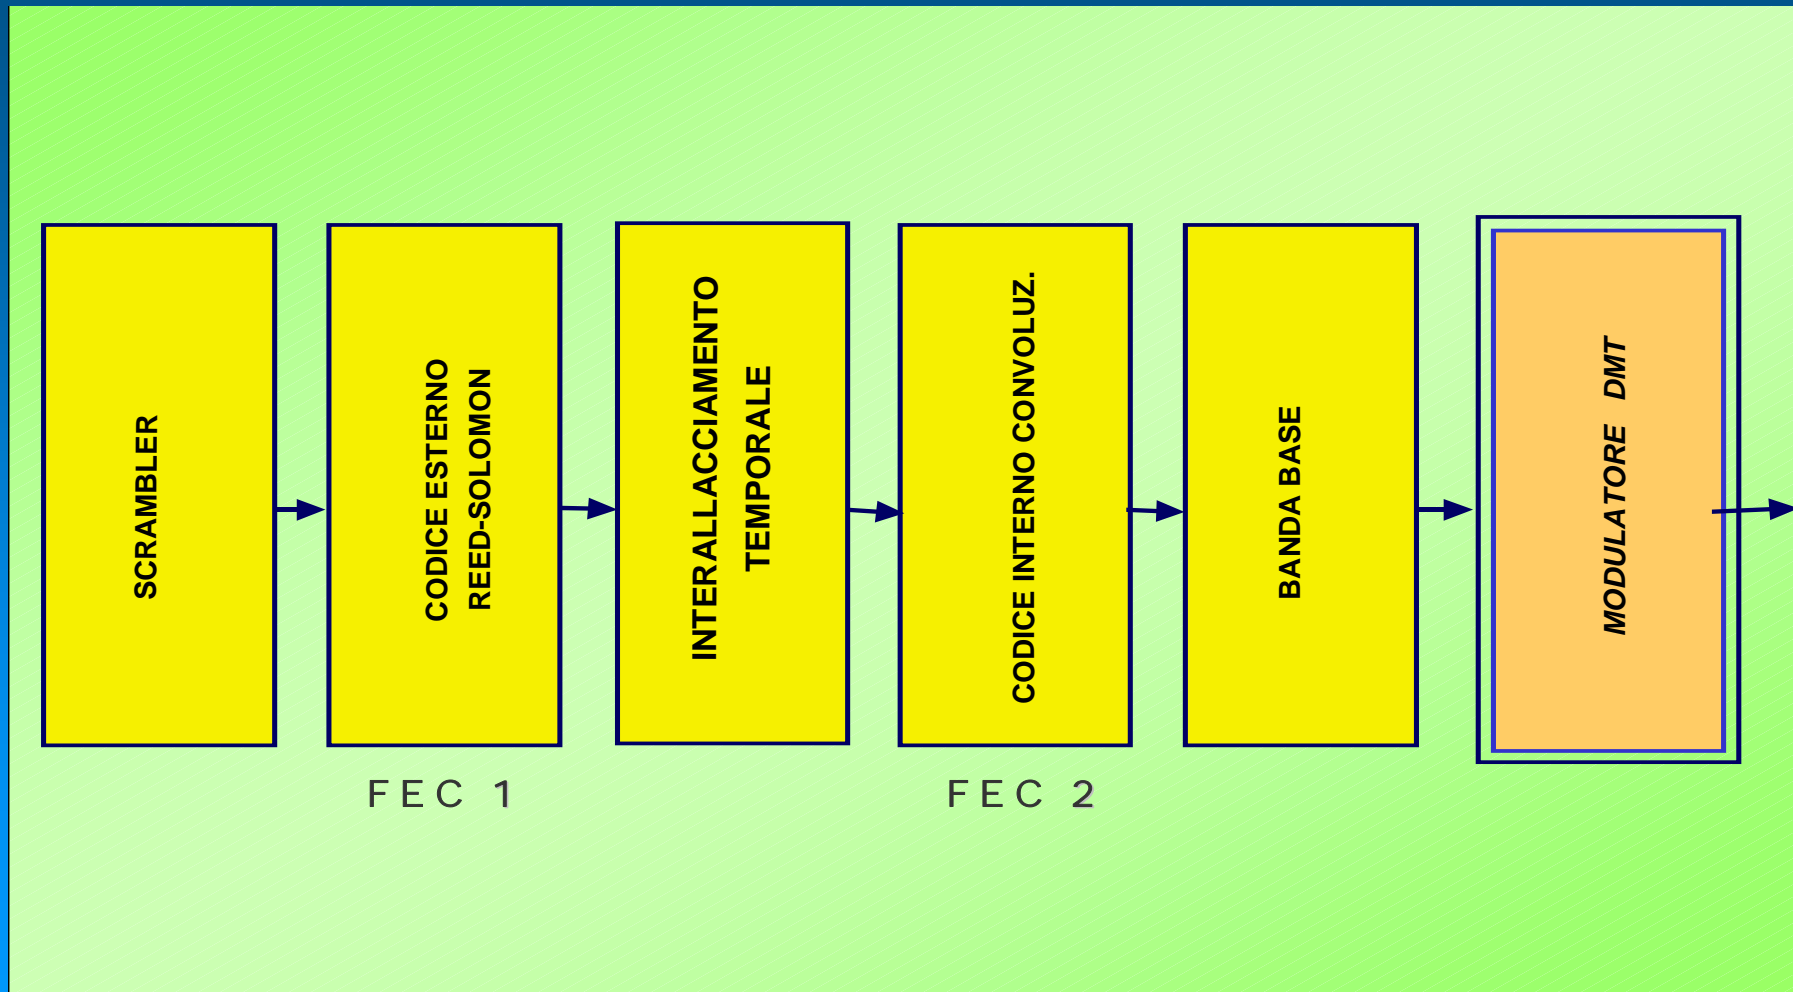 SCRAMBLER
CODICE ESTERNO
REED-SOLOMON
INTERALLACCIAMENTO
TEMPORALE
CODICE INTERNO CONVOLUZ.
BANDA BASE
MODULATORE DMT
FEC 1
FEC 2